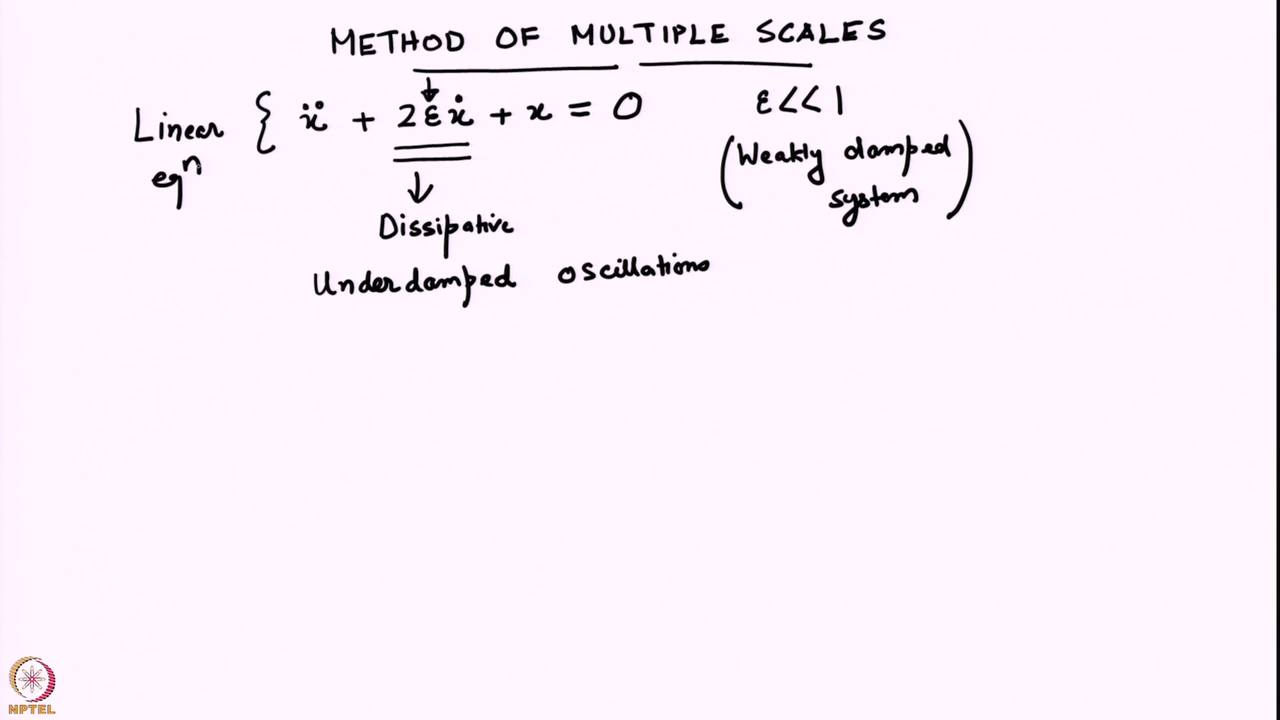 METHOD OF MULTIPLE SCALES
Linear eqⁿ { ẍ + 2εẋ + x = 0    ε << 1
(Weakly damped system)
↓
Dissipative
Underdamped oscillations
NPTEL